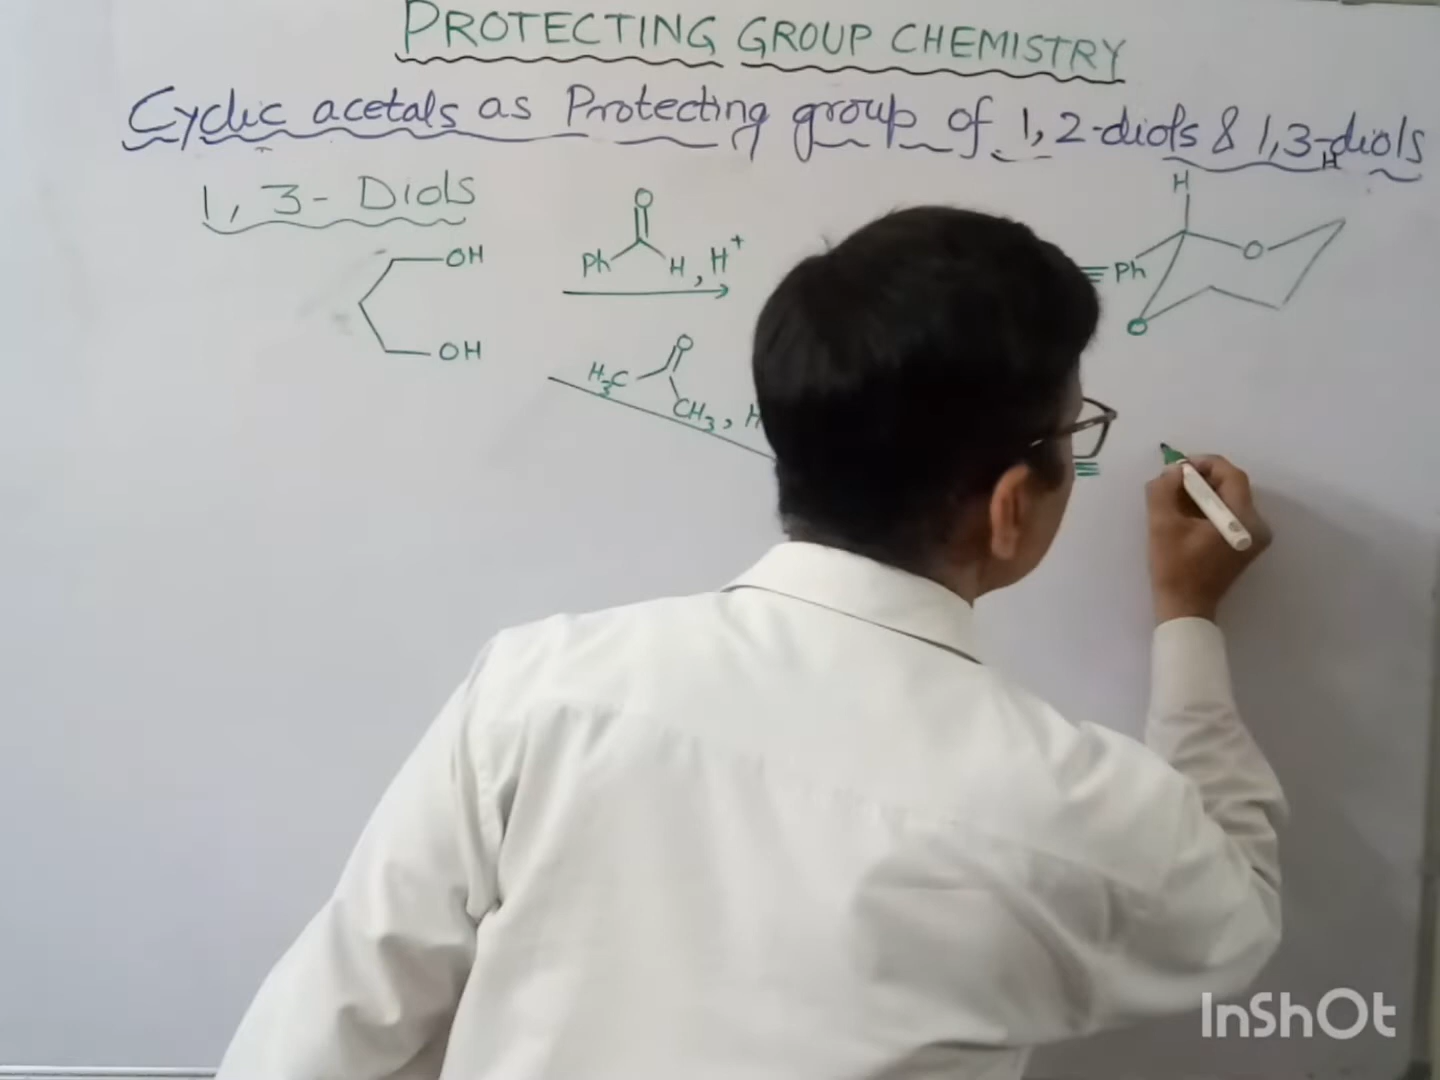 PROTECTING GROUP CHEMISTRY
Cyclic acetals as Protecting group of 1,2-diols & 1,3-diols
1,3- Diols
OH
OH
O
Ph H, H+
O
H3C
CH3, H
H
H
≡ Ph
O
O
≡
InShOt